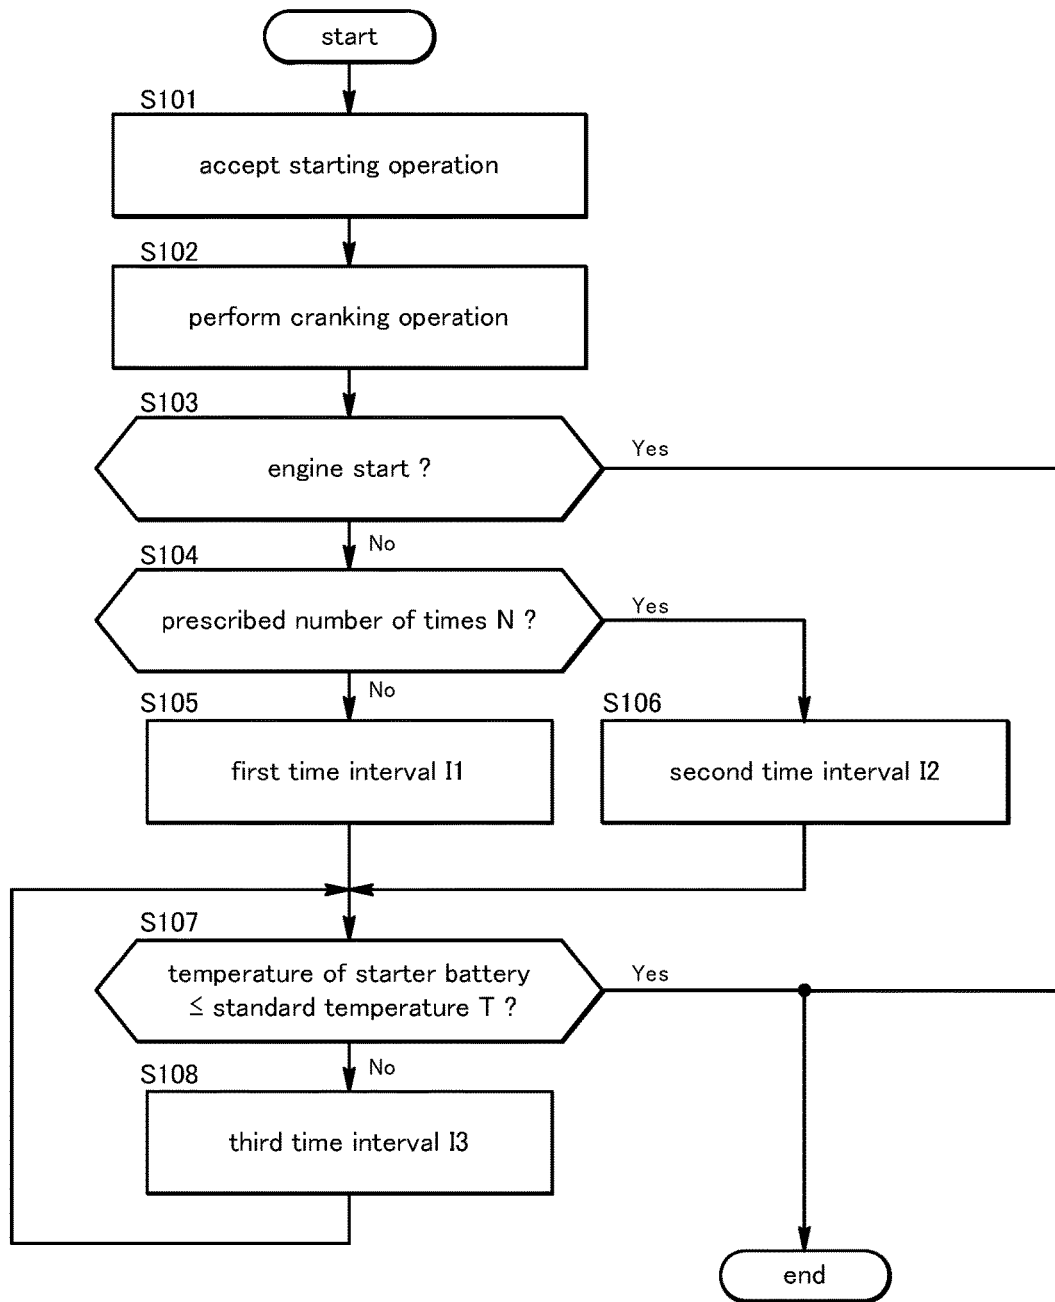 start
S101
accept starting operation
S102
perform cranking operation
S103
engine start ?
Yes
No
S104
prescribed number of times N ?
Yes
No
S105
first time interval I1
S106
second time interval I2
S107
temperature of starter battery
≦ standard temperature T ?
Yes
No
S108
third time interval I3
end